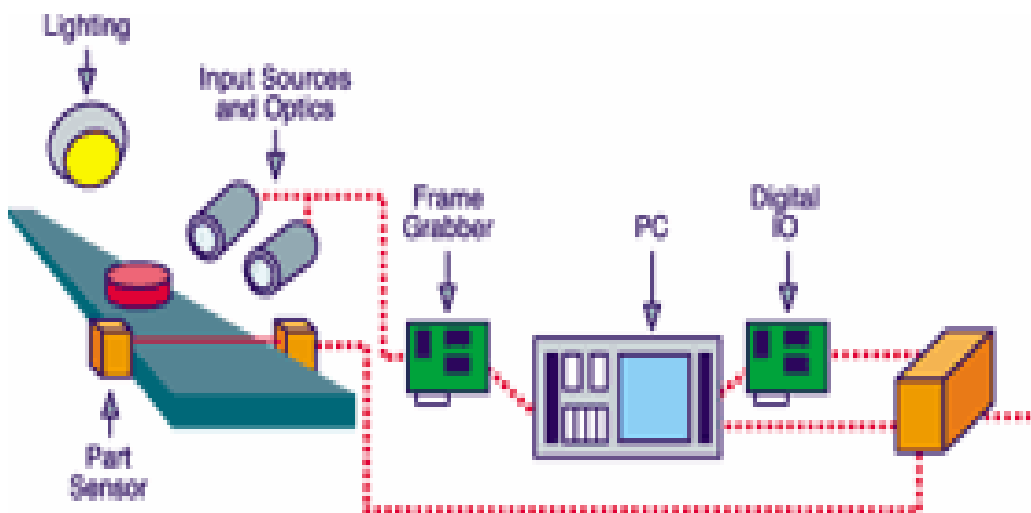 Lighting
Input Sources
and Optics
Frame
Grabber
PC
Digital
IO
Part
Sensor